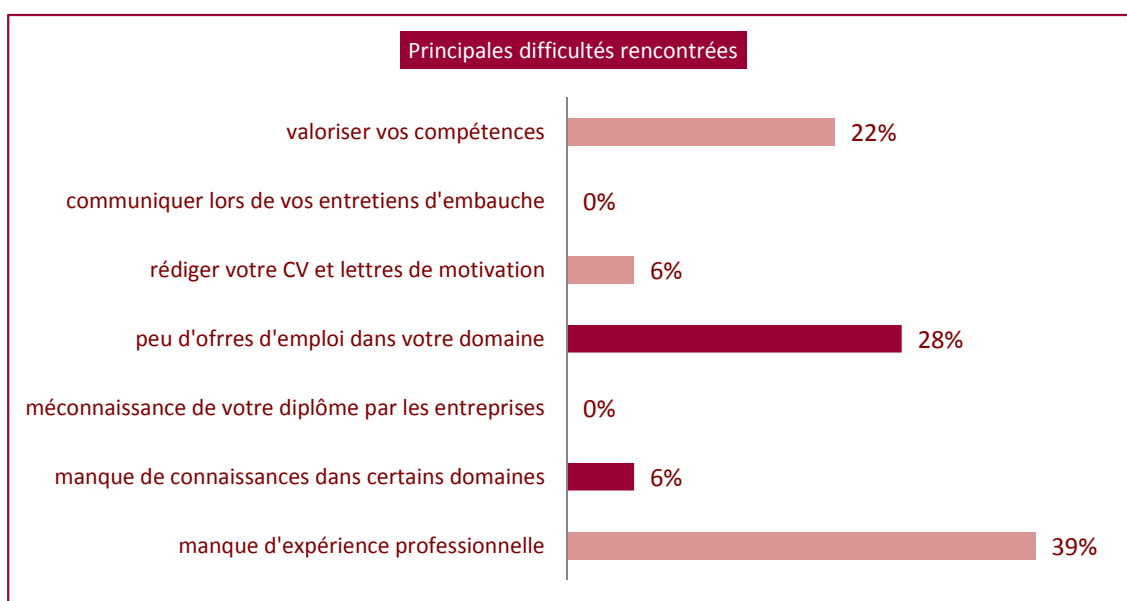 Principales difficultés rencontrées
valoriser vos compétences 22%
communiquer lors de vos entretiens d'embauche 0%
rédiger votre CV et lettres de motivation 6%
peu d'ofrres d'emploi dans votre domaine 28%
méconnaissance de votre diplôme par les entreprises 0%
manque de connaissances dans certains domaines 6%
manque d'expérience professionnelle 39%